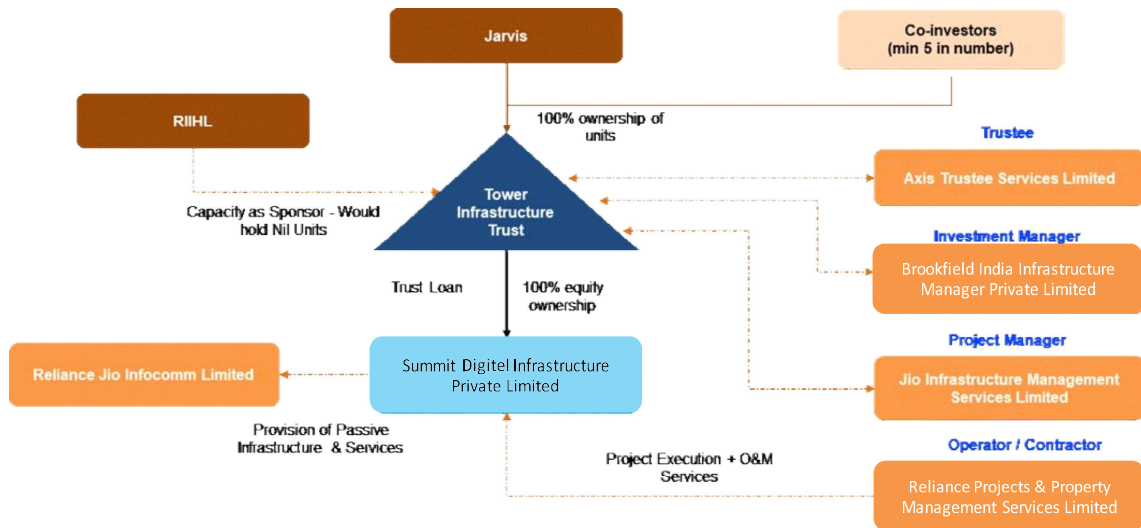 Jarvis
Co-investors
(min 5 in number)
RIIHL
100% ownership of
units
Trustee
Axis Trustee Services Limited
Tower
Infrastructure
Trust
Capacity as Sponsor - Would
hold Nil Units
Investment Manager
Brookfield India Infrastructure
Manager Private Limited
Trust Loan
100% equity
ownership
Project Manager
Jio Infrastructure Management
Services Limited
Summit Digitel Infrastructure
Private Limited
Reliance Jio Infocomm Limited
Provision of Passive
Infrastructure & Services
Operator / Contractor
Project Execution + O&M
Services
Reliance Projects & Property
Management Services Limited